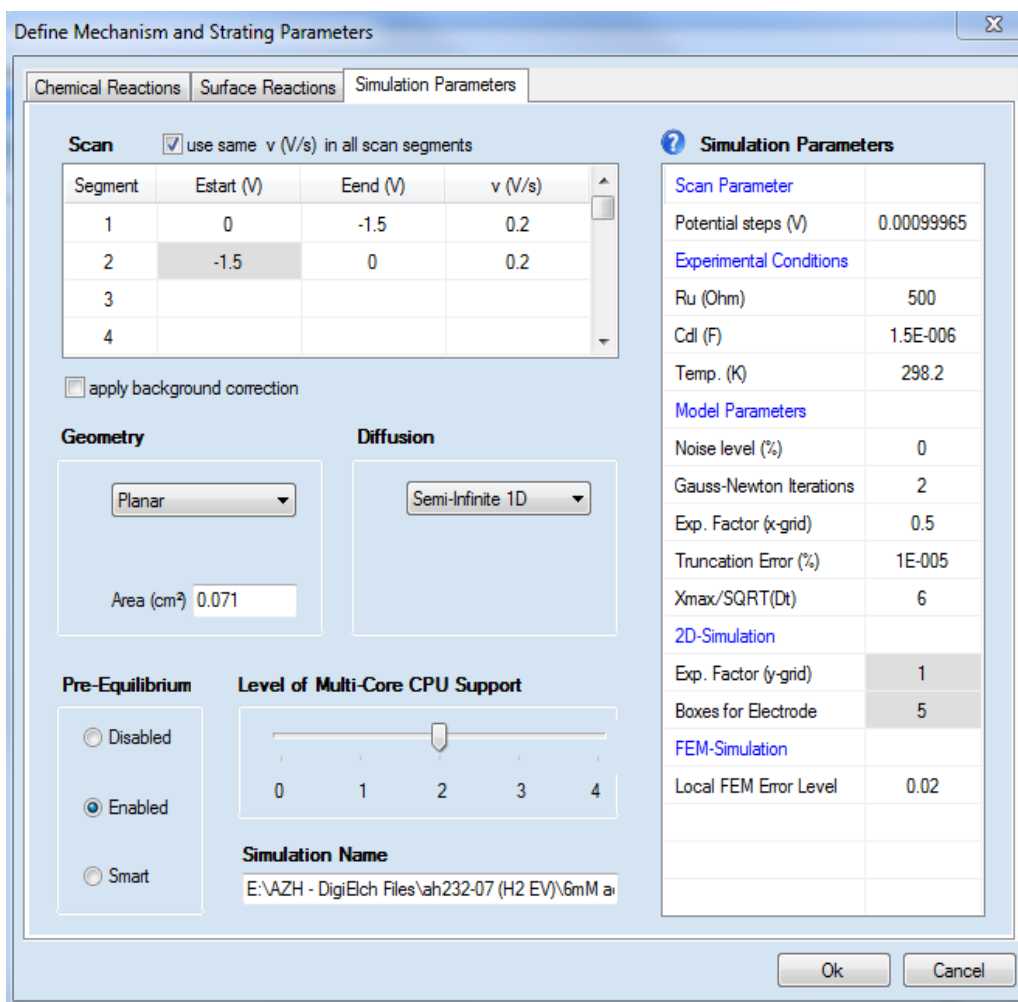 Define Mechanism and Strating Parameters
Chemical Reactions Surface Reactions Simulation Parameters
Scan use same v (V/s) in all scan segments
Segment Estart (V) Eend (V) v (V/s)
1 0 -1.5 0.2
2 -1.5 0 0.2
3
4
apply background correction
Geometry
Planar
Area (cm²) 0.071
Diffusion
Semi-Infinite 1D
Pre-Equilibrium
Disabled
Enabled
Smart
Level of Multi-Core CPU Support
0 1 2 3 4
Simulation Name
E:\AZH - DigiElch Files\ah232-07 (H2 EV)\6mM
? Simulation Parameters
Scan Parameter
Potential steps (V) 0.00099965
Experimental Conditions
Ru (Ohm) 500
Cdl (F) 1.5E-006
Temp. (K) 298.2
Model Parameters
Noise level (%) 0
Gauss-Newton Iterations 2
Exp. Factor (x-grid) 0.5
Truncation Error (%) 1E-005
Xmax/SQRT(Dt) 6
2D-Simulation
Exp. Factor (y-grid) 1
Boxes for Electrode 5
FEM-Simulation
Local FEM Error Level 0.02
Ok Cancel